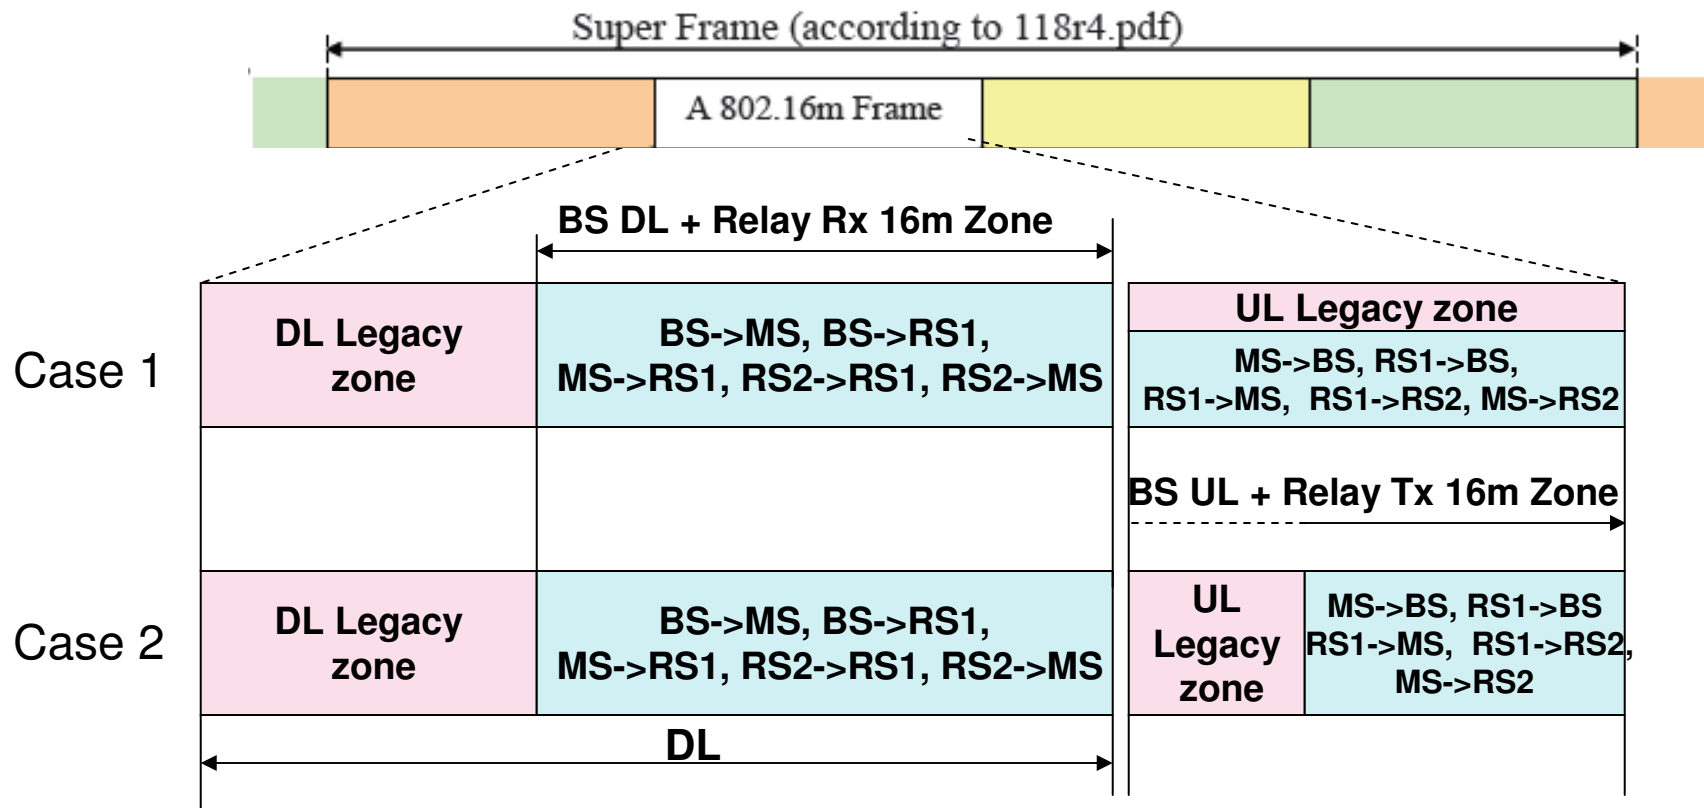 Super Frame (according to 118r4.pdf)
A 802.16m Frame
BS DL + Relay Rx 16m Zone
Case 1
DL Legacy
zone
BS->MS, BS->RS1,
MS->RS1, RS2->RS1, RS2->MS
UL Legacy zone
MS->BS, RS1->BS,
RS1->MS, RS1->RS2, MS->RS2
BS UL + Relay Tx 16m Zone
Case 2
DL Legacy
zone
BS->MS, BS->RS1,
MS->RS1, RS2->RS1, RS2->MS
UL
Legacy
zone
MS->BS, RS1->BS
RS1->MS, RS1->RS2,
MS->RS2
DL